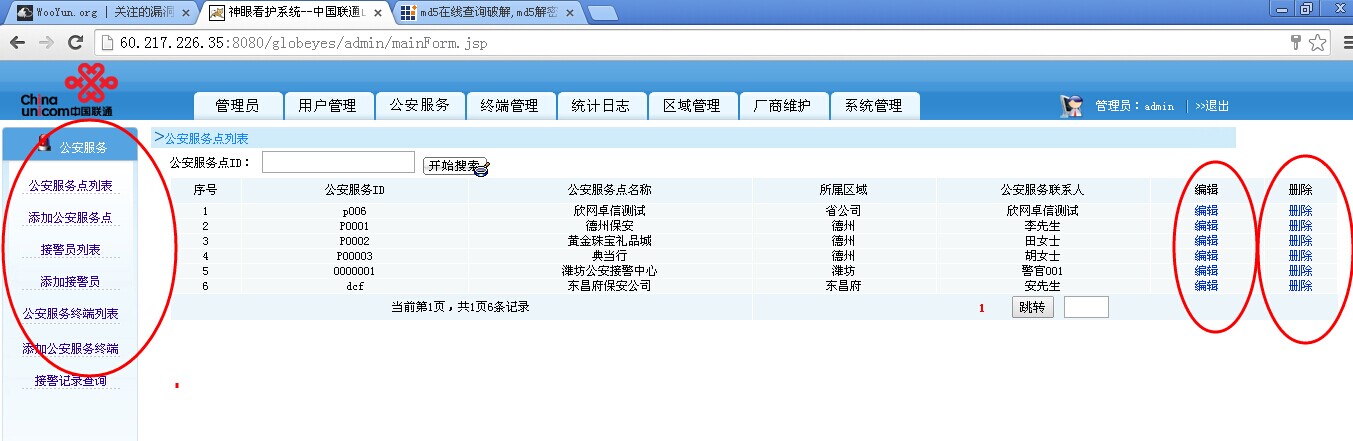 WooYun.org | 关注的漏洞 神眼看护系统--中国联通 md5在线查询破解,md5解密
60.217.226.35:8080/globeyes/admin/mainForm.jsp
China unicom中国联通
管理员 用户管理 公安服务 终端管理 统计日志 区域管理 厂商维护 系统管理 管理员：admin | >>退出
公安服务
公安服务点列表
添加公安服务点
接警员列表
添加接警员
公安服务终端列表
添加公安服务终端
接警记录查询
>公安服务点列表
公安服务点ID： 开始搜索
序号 公安服务ID 公安服务点名称 所属区域 公安服务联系人 编辑 删除
1 p006 欣网卓信测试 省公司 欣网卓信测试 编辑 删除
2 P0001 德州保安 德州 李先生 编辑 删除
3 P0002 黄金珠宝礼品城 德州 田女士 编辑 删除
4 P00003 典当行 德州 胡女士 编辑 删除
5 0000001 潍坊公安接警中心 潍坊 警官001 编辑 删除
6 dcf 东昌府保安公司 东昌府 安先生 编辑 删除
当前第1页，共1页6条记录 1 跳转